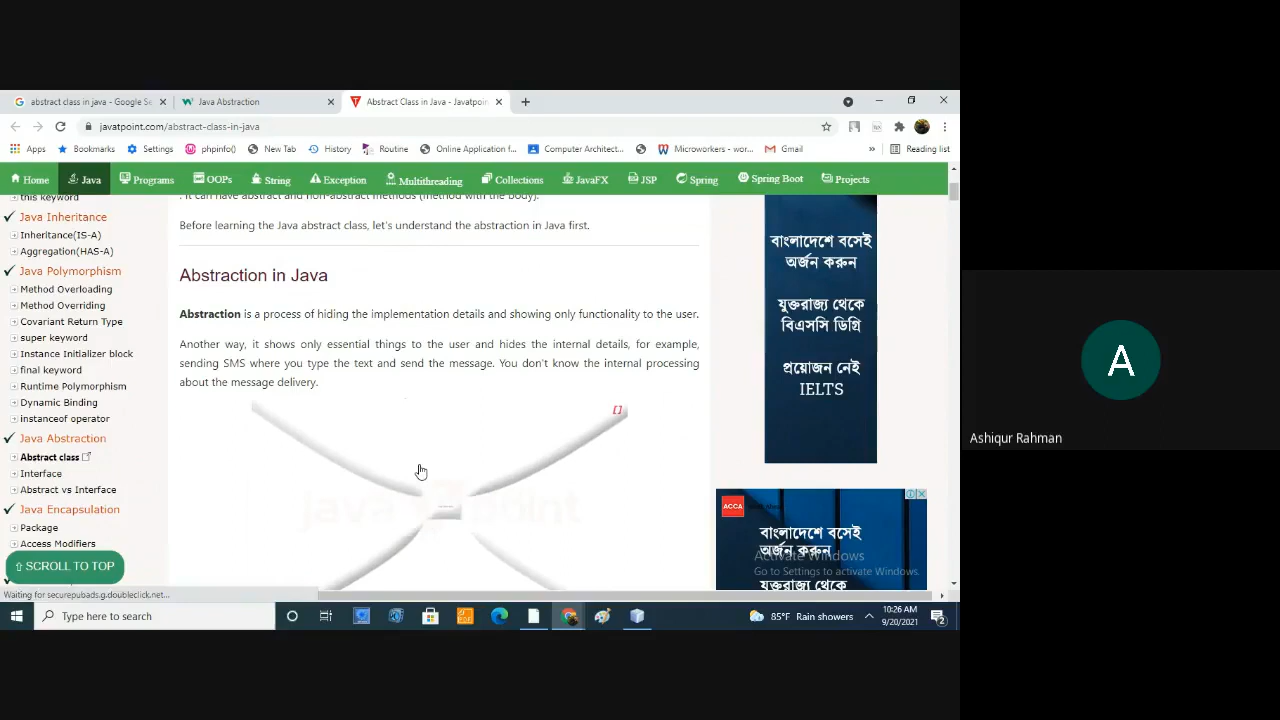 abstract class in java - Google Se
Java Abstraction
Abstract Class in Java - Javatpoin
javatpoint.com/abstract-class-in-java
Apps
Bookmarks
Settings
phpinfo()
New Tab
History
Routine
Online Application f...
Computer Architect...
Microworkers - wor...
Gmail
»
Reading list
Home
Java
Programs
OOPs
String
Exception
Multithreading
Collections
JavaFX
JSP
Spring
Spring Boot
Projects
this keyword
Java Inheritance
Inheritance(IS-A)
Aggregation(HAS-A)
Java Polymorphism
Method Overloading
Method Overriding
Covariant Return Type
super keyword
Instance Initializer block
final keyword
Runtime Polymorphism
Dynamic Binding
instanceof operator
Java Abstraction
Abstract class
Interface
Abstract vs Interface
Java Encapsulation
Package
Access Modifiers
SCROLL TO TOP
. It can have abstract and non-abstract methods (method with the body).
Before learning the Java abstract class, let's understand the abstraction in Java first.
Abstraction in Java
Abstraction is a process of hiding the implementation details and showing only functionality to the user.
Another way, it shows only essential things to the user and hides the internal details, for example,
sending SMS where you type the text and send the message. You don't know the internal processing
about the message delivery.
[]
java point
বাংলাদেশে বসেই
অর্জন করুন
যুক্তরাজ্য থেকে
বিএসসি ডিগ্রি
প্রয়োজন নেই
IELTS
ACCA
বাংলাদেশে বসেই
অর্জন করুন
যুক্তরাজ্য থেকে
Activate Windows
Go to Settings to activate Windows.
Waiting for securepubads.g.doubleclick.net...
Type here to search
85°F Rain showers
10:26 AM
9/20/2021
2
A
Ashiqur Rahman